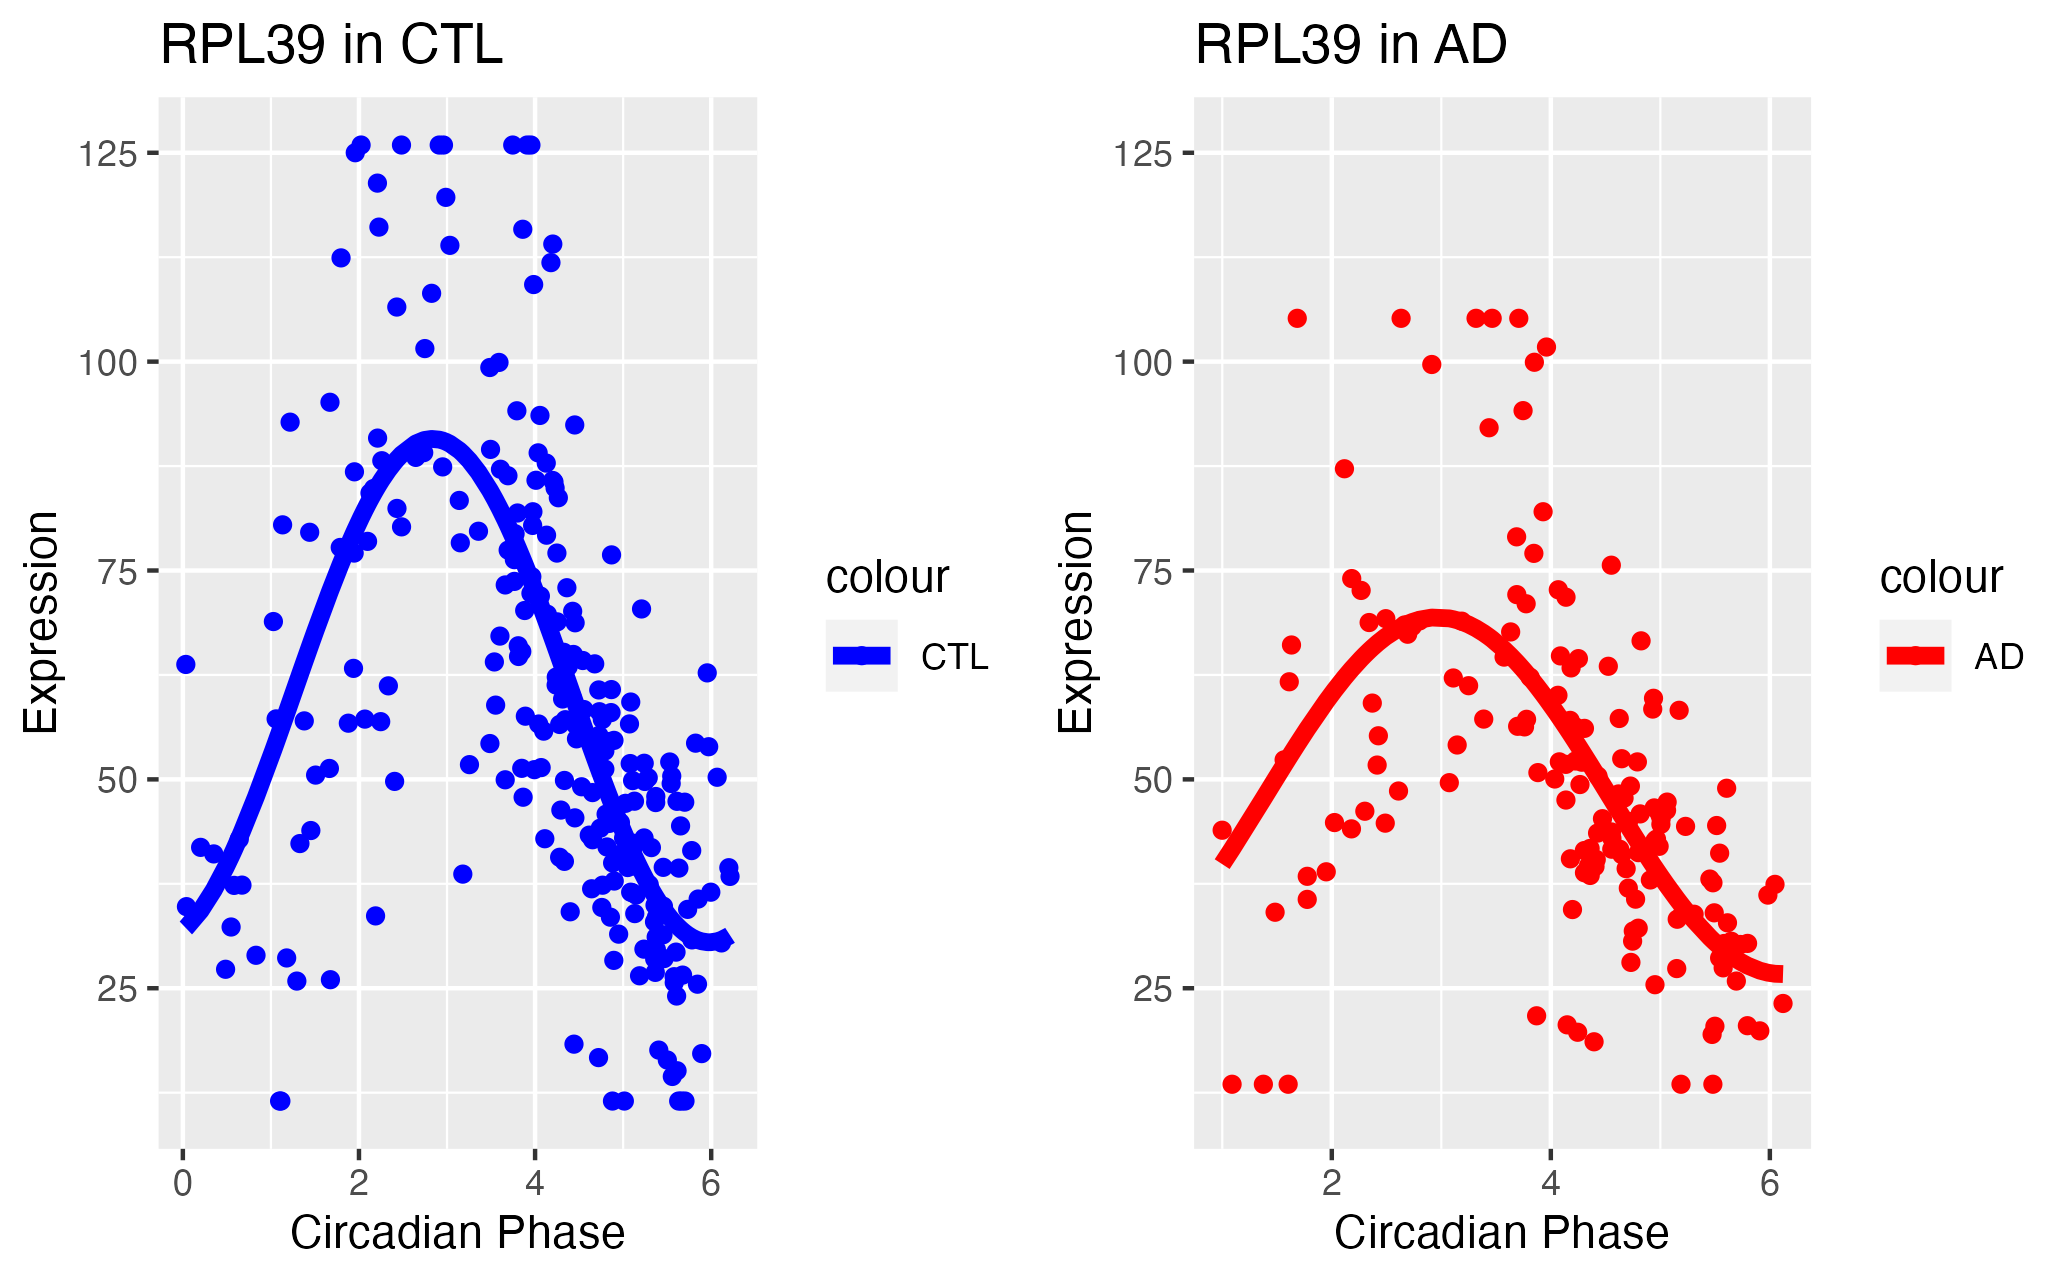 RPL39 in CTL
125
100
75
50
25
0 2 4 6
Circadian Phase
Expression
colour
CTL
RPL39 in AD
125
100
75
50
25
2 4 6
Circadian Phase
Expression
colour
AD